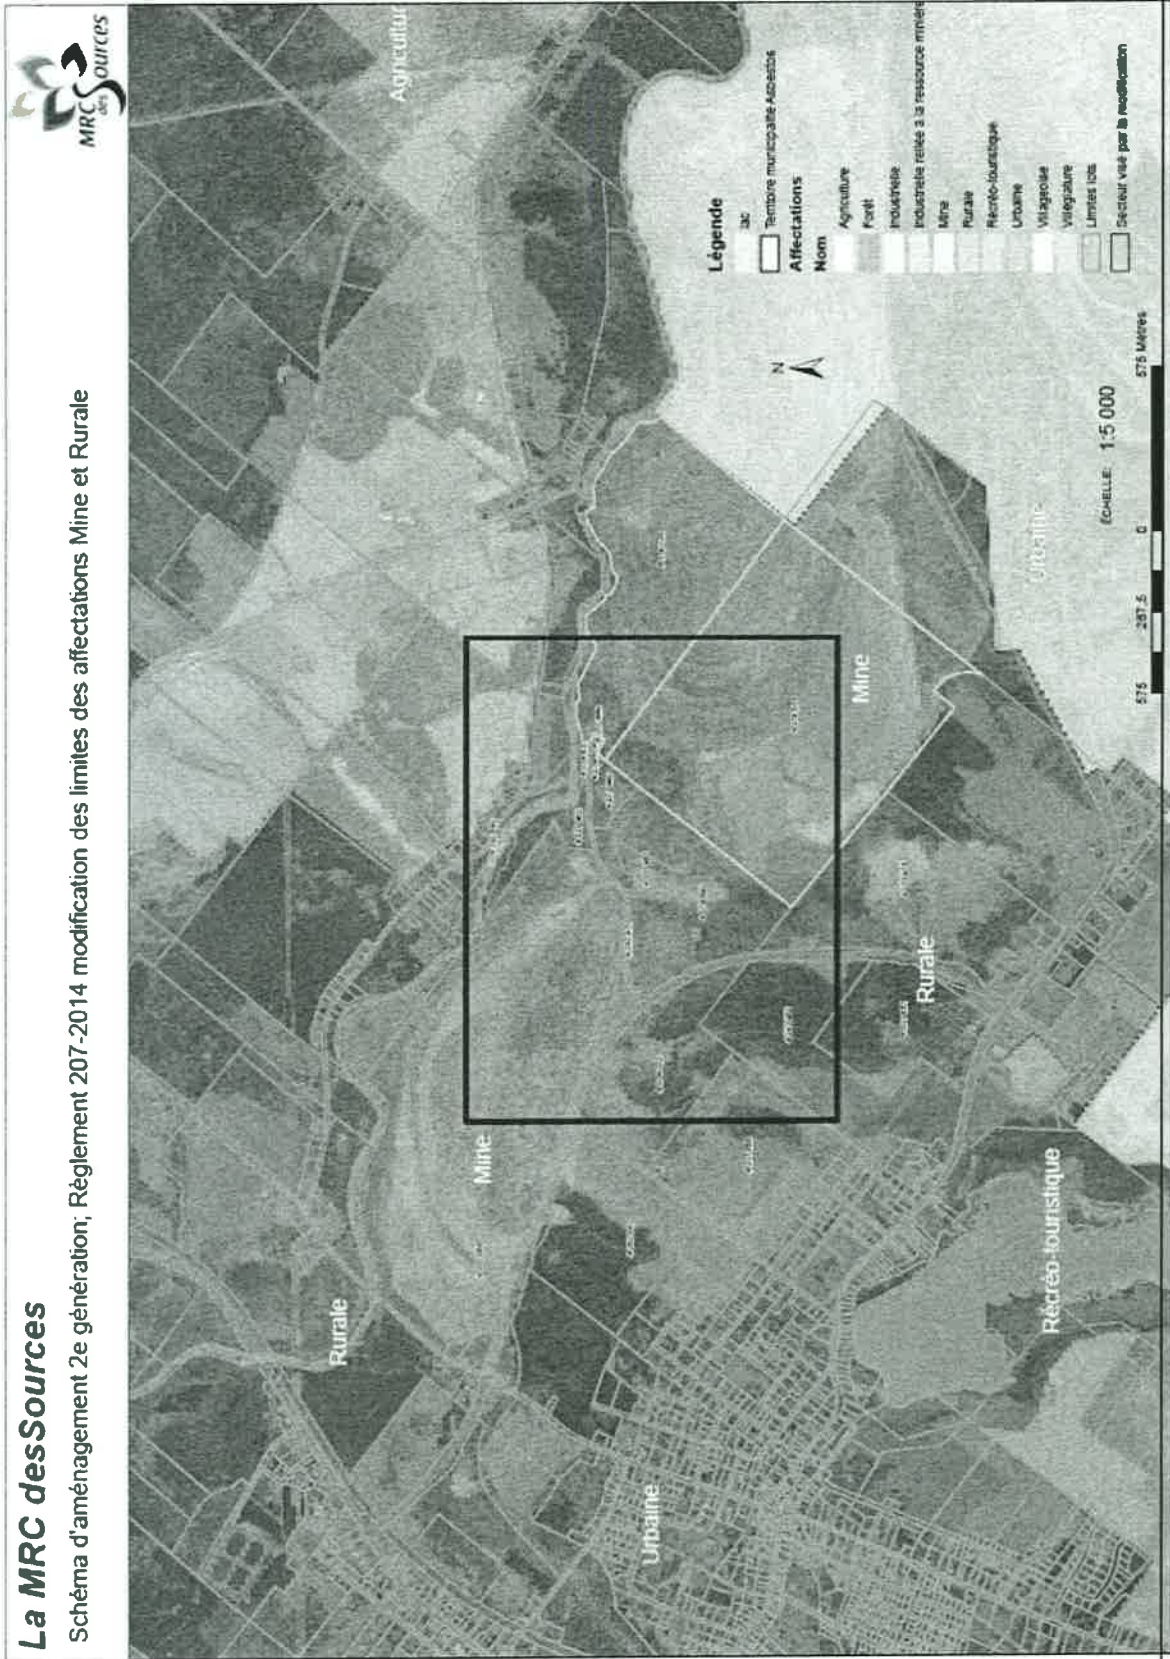 La MRC desSources
Schéma d'aménagement 2e génération; Règlement 207-2014 modification des limites des affectations Mine et Rurale
MRC des Sources
Agricultur
Rurale
Mine
Urbaine
Récréo-touristique
Rurale
Mine
Urbaine
N
Légende
lac
Territoire municipalité Asbestos
Affectations
Nom
Agriculture
Forêt
Industrielle
Industrielle reliée à la ressource minière
Mine
Rurale
Récréo-touristique
Urbaine
Villageoise
Villégiature
Limites lots
Secteur visé par la modification
ÉCHELLE: 1:5 000
575 287.5 0 575 Mètres